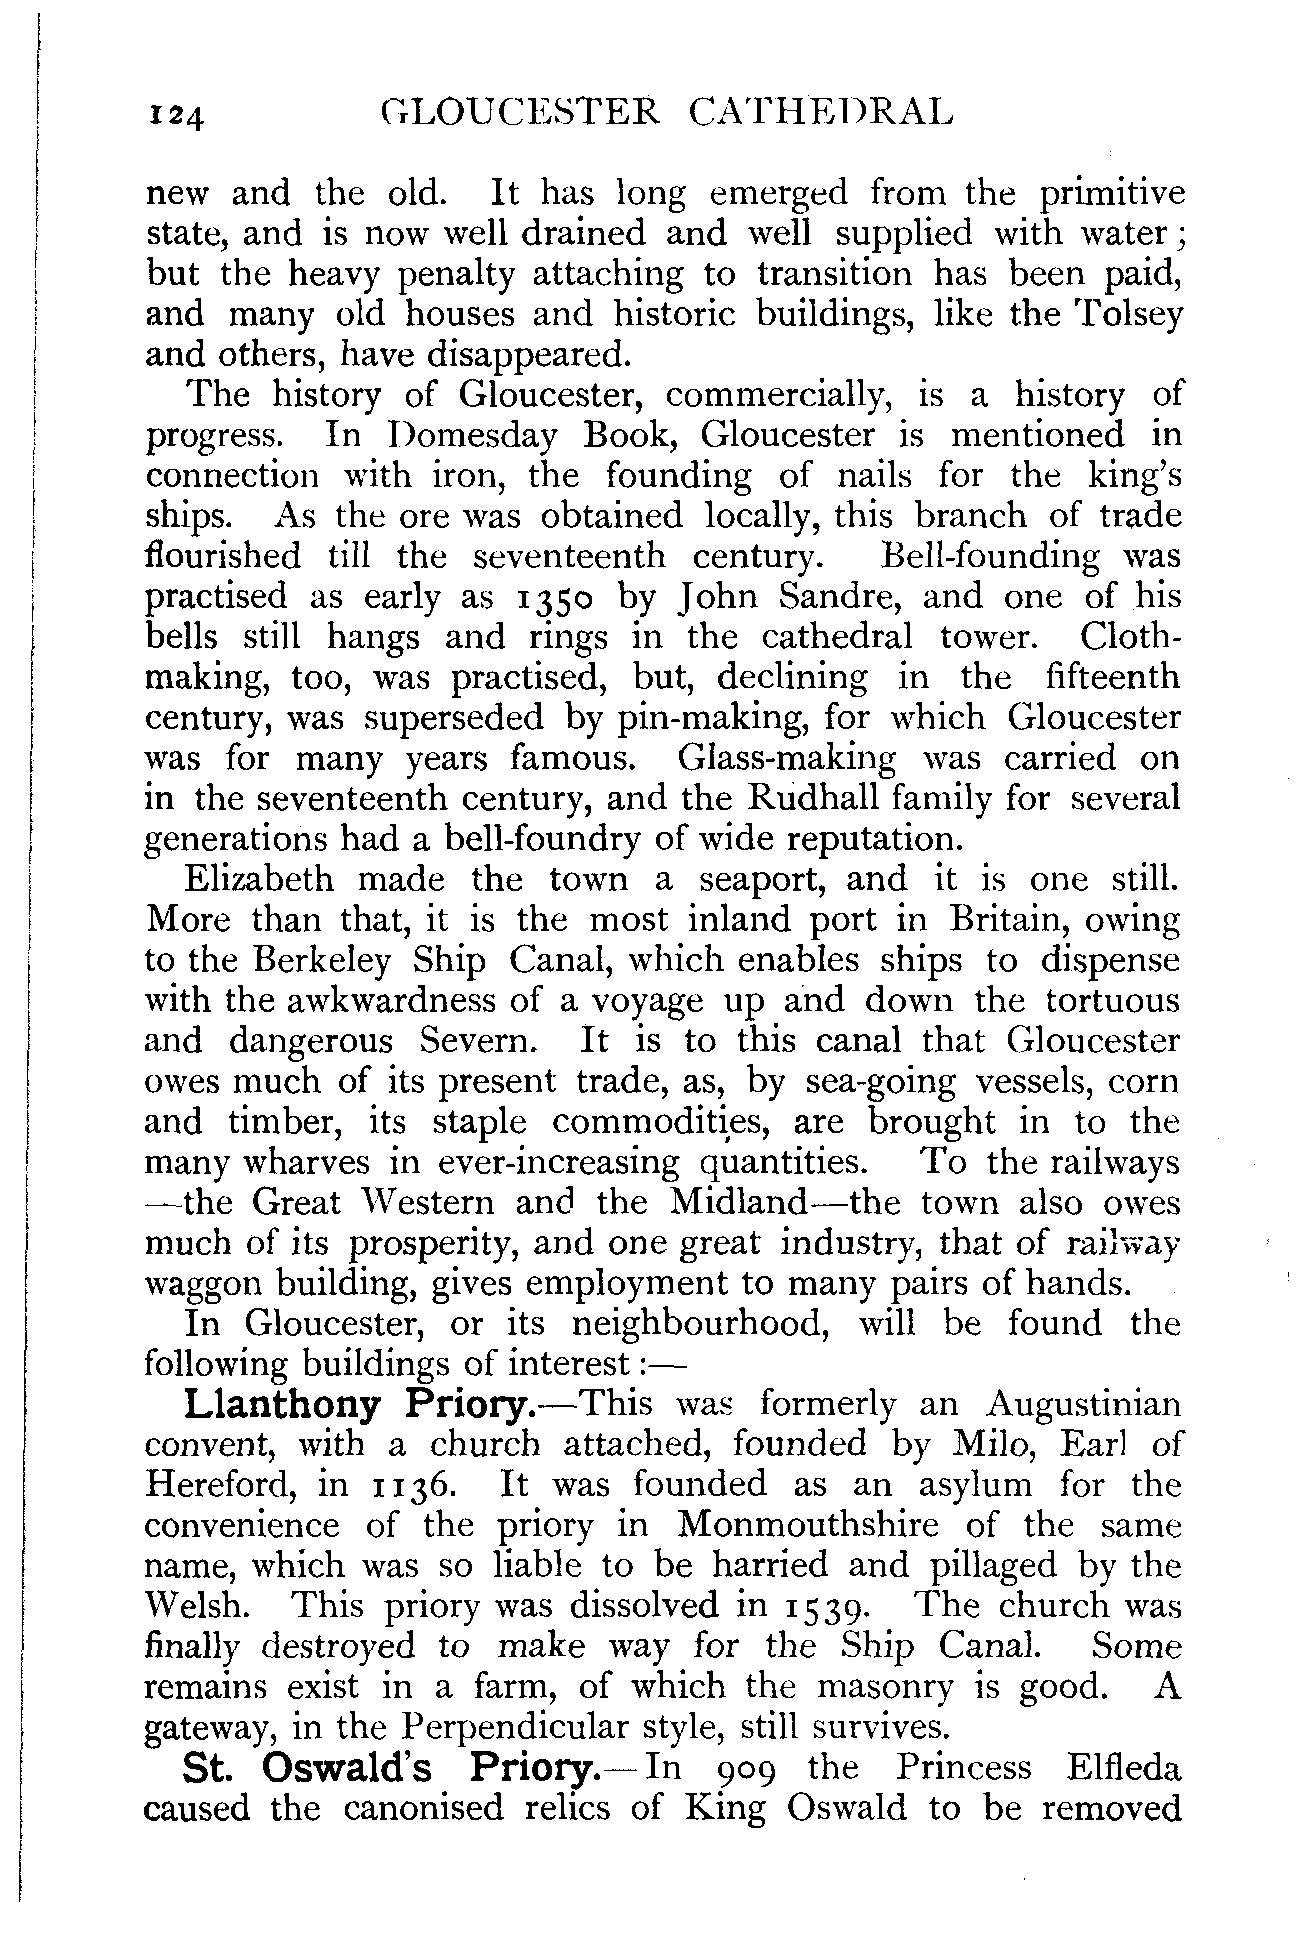 124 GLOUCESTER CATHEDRAL
new and the old. It has long emerged from the primitive
state, and is now well drained and well supplied with water;
but the heavy penalty attaching to transition has been paid,
and many old houses and historic buildings, like the Tolsey
and others, have disappeared.
The history of Gloucester, commercially, is a history of
progress. In Domesday Book, Gloucester is mentioned in
connection with iron, the founding of nails for the king's
ships. As the ore was obtained locally, this branch of trade
flourished till the seventeenth century. Bell-founding was
practised as early as 1350 by John Sandre, and one of his
bells still hangs and rings in the cathedral tower. Cloth-
making, too, was practised, but, declining in the fifteenth
century, was superseded by pin-making, for which Gloucester
was for many years famous. Glass-making was carried on
in the seventeenth century, and the Rudhall family for several
generations had a bell-foundry of wide reputation.
Elizabeth made the town a seaport, and it is one still.
More than that, it is the most inland port in Britain, owing
to the Berkeley Ship Canal, which enables ships to dispense
with the awkwardness of a voyage up and down the tortuous
and dangerous Severn. It is to this canal that Gloucester
owes much of its present trade, as, by sea-going vessels, corn
and timber, its staple commodities, are brought in to the
many wharves in ever-increasing quantities. To the railways
—the Great Western and the Midland—the town also owes
much of its prosperity, and one great industry, that of railway
waggon building, gives employment to many pairs of hands.
In Gloucester, or its neighbourhood, will be found the
following buildings of interest:—
Llanthony Priory.—This was formerly an Augustinian
convent, with a church attached, founded by Milo, Earl of
Hereford, in 1136. It was founded as an asylum for the
convenience of the priory in Monmouthshire of the same
name, which was so liable to be harried and pillaged by the
Welsh. This priory was dissolved in 1539. The church was
finally destroyed to make way for the Ship Canal. Some
remains exist in a farm, of which the masonry is good. A
gateway, in the Perpendicular style, still survives.
St. Oswald's Priory.—In 909 the Princess Elfleda
caused the canonised relics of King Oswald to be removed